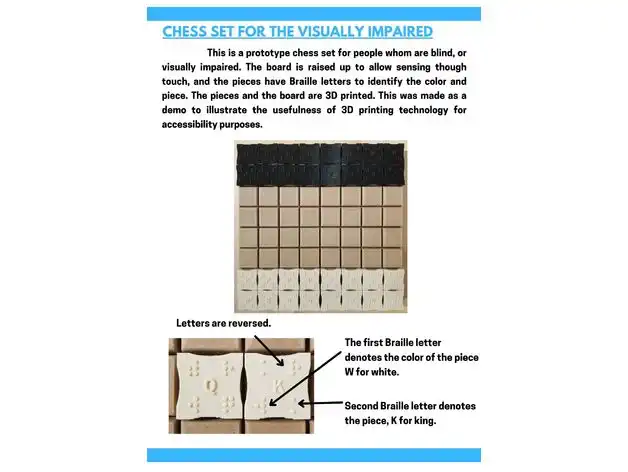 CHESS SET FOR THE VISUALLY IMPAIRED
This is a prototype chess set for people whom are blind, or
visually impaired. The board is raised up to allow sensing though
touch, and the pieces have Braille letters to identify the color and
piece. The pieces and the board are 3D printed. This was made as a
demo to illustrate the usefulness of 3D printing technology for
accessibility purposes.
Letters are reversed.
The first Braille letter
denotes the color of the piece
W for white.
Q K
Second Braille letter denotes
the piece, K for king.